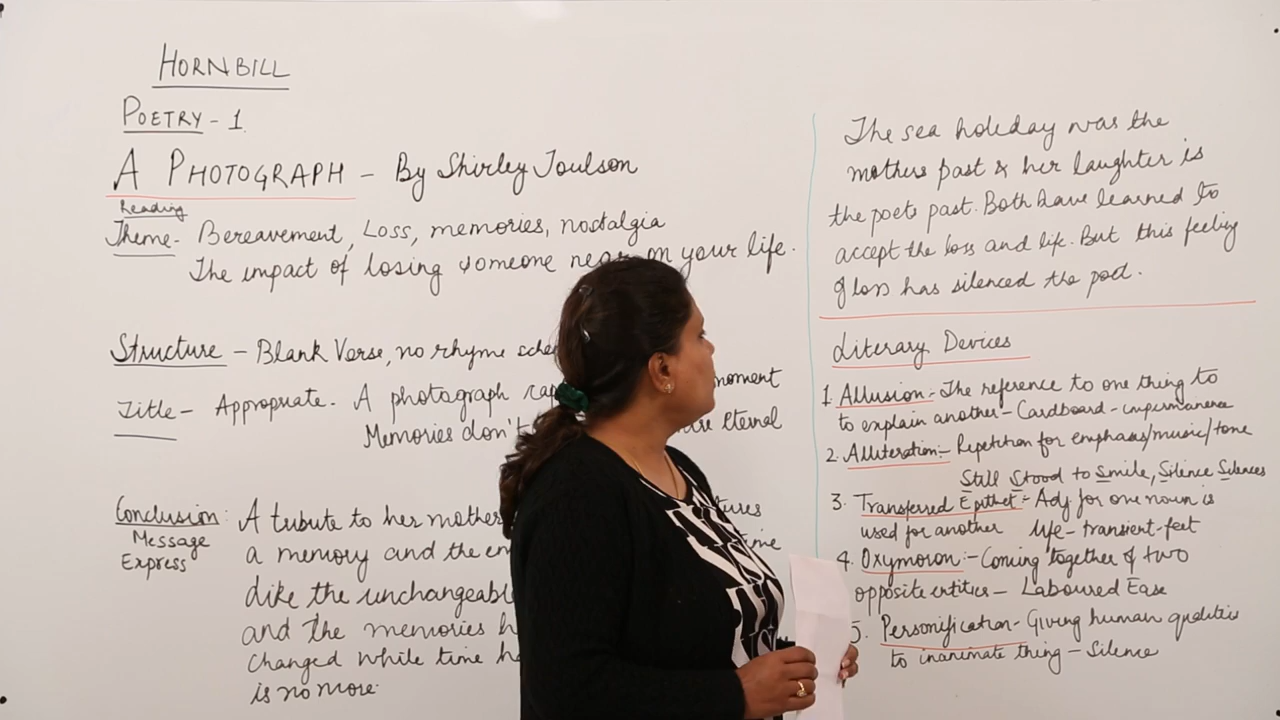 HORNBILL
POETRY - 1.
A PHOTOGRAPH - By Shirley Toulson
Reading
Theme - Bereavement, Loss, memories, nostalgia
The impact of losing someone near on your life.
Structure - Blank Verse, no rhyme
Title - Appropriate. A photograph moment
Memories don't eternal
Conclusion: A tribute to her mother
Message a memory and the
Express
like the unchangeable
and the memories
changed while time
is no more.
The sea holiday was the
mothers past & her laughter is
the poets past. Both have learned to
accept the loss and life. But this feeling
of loss has silenced the poet.
Literary Devices
1. Allusion:- The reference to one thing to
to explain another - Cardboard - impermanence
2. Alliteration:- Repetition for emphasis/music/tone
Still Stood to Smile, Silence Silences
3. Transferred Epithet:- Adj for one noun is
used for another life - transient-feet
4. Oxymoron:- Coming together of two
opposite entities - Laboured Ease
5. Personification - Giving human qualities
to inanimate thing - Silence